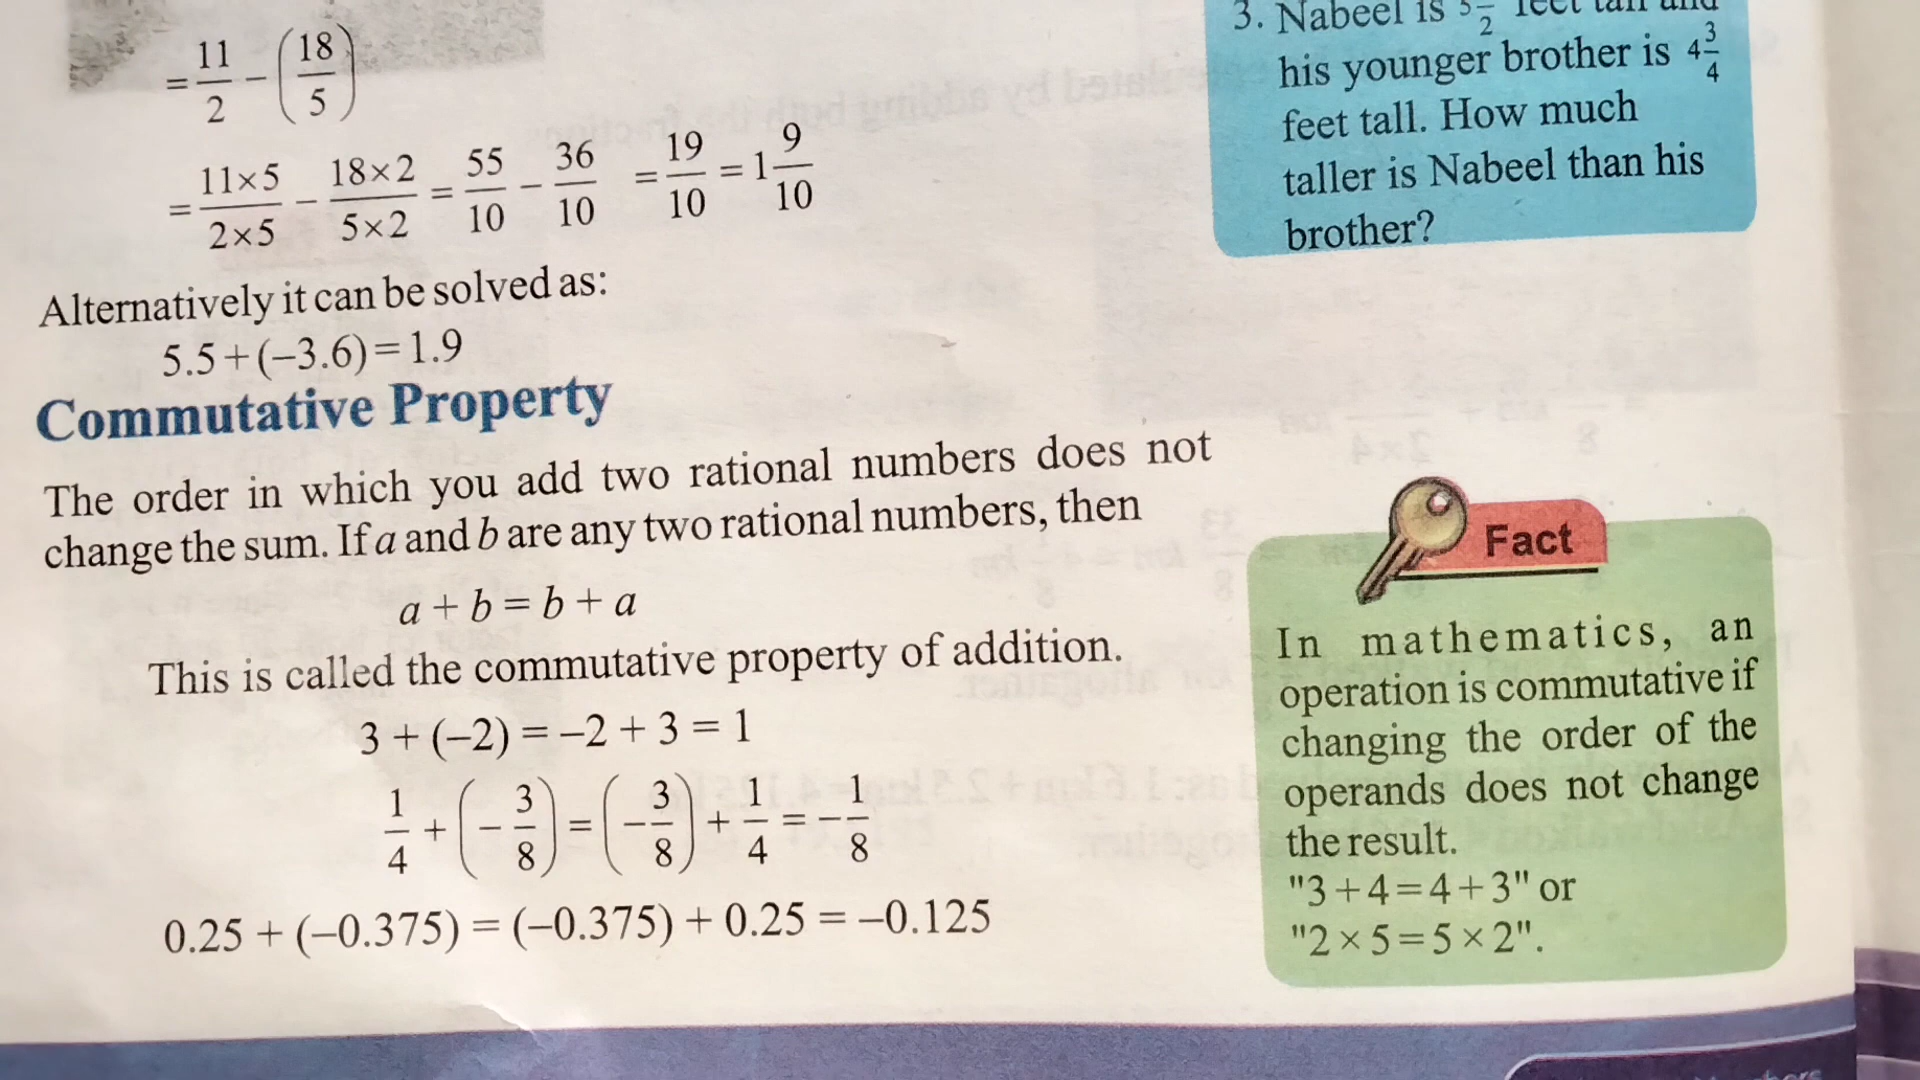 = 11/2 − (18/5)
= 11×5/2×5 − 18×2/5×2 = 55/10 − 36/10 = 19/10 = 1 9/10
Alternatively it can be solved as:
5.5+(−3.6)=1.9
Commutative Property
The order in which you add two rational numbers does not
change the sum. If a and b are any two rational numbers, then
a + b = b + a
This is called the commutative property of addition.
3 + (−2) = −2 + 3 = 1
1/4 + (−3/8) = (−3/8) + 1/4 = −1/8
0.25 + (−0.375) = (−0.375) + 0.25 = −0.125
3. Nabeel is 5 1/2 feet tall and
his younger brother is 4 3/4
feet tall. How much
taller is Nabeel than his
brother?
Fact
In mathematics, an
operation is commutative if
changing the order of the
operands does not change
the result.
"3+4=4+3" or
"2×5=5×2".